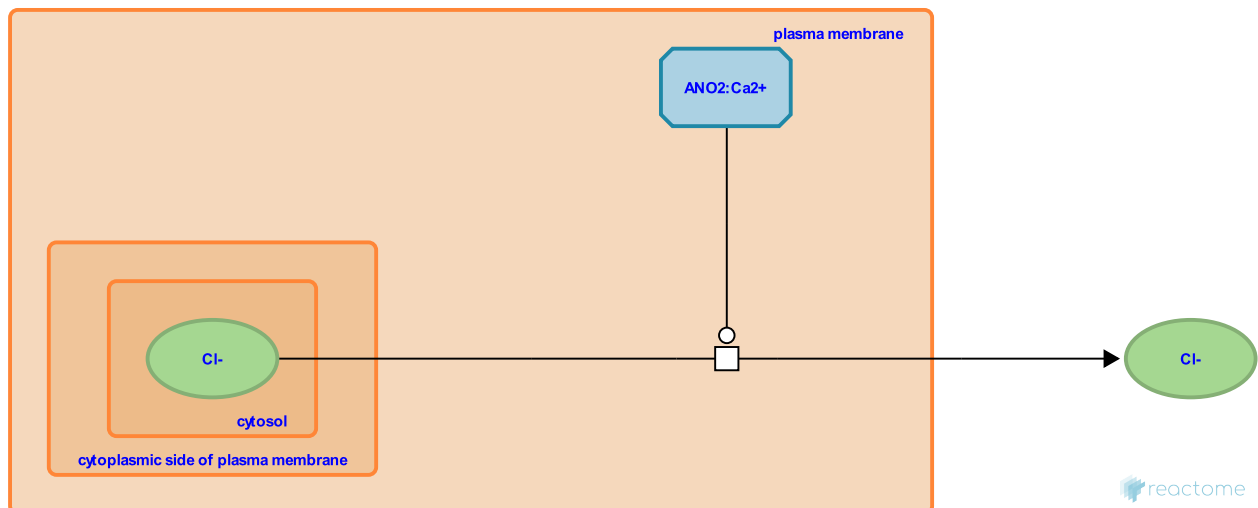 plasma membrane
ANO2:Ca2+
Cl-
Cl-
cytosol
cytoplasmic side of plasma membrane
reactome